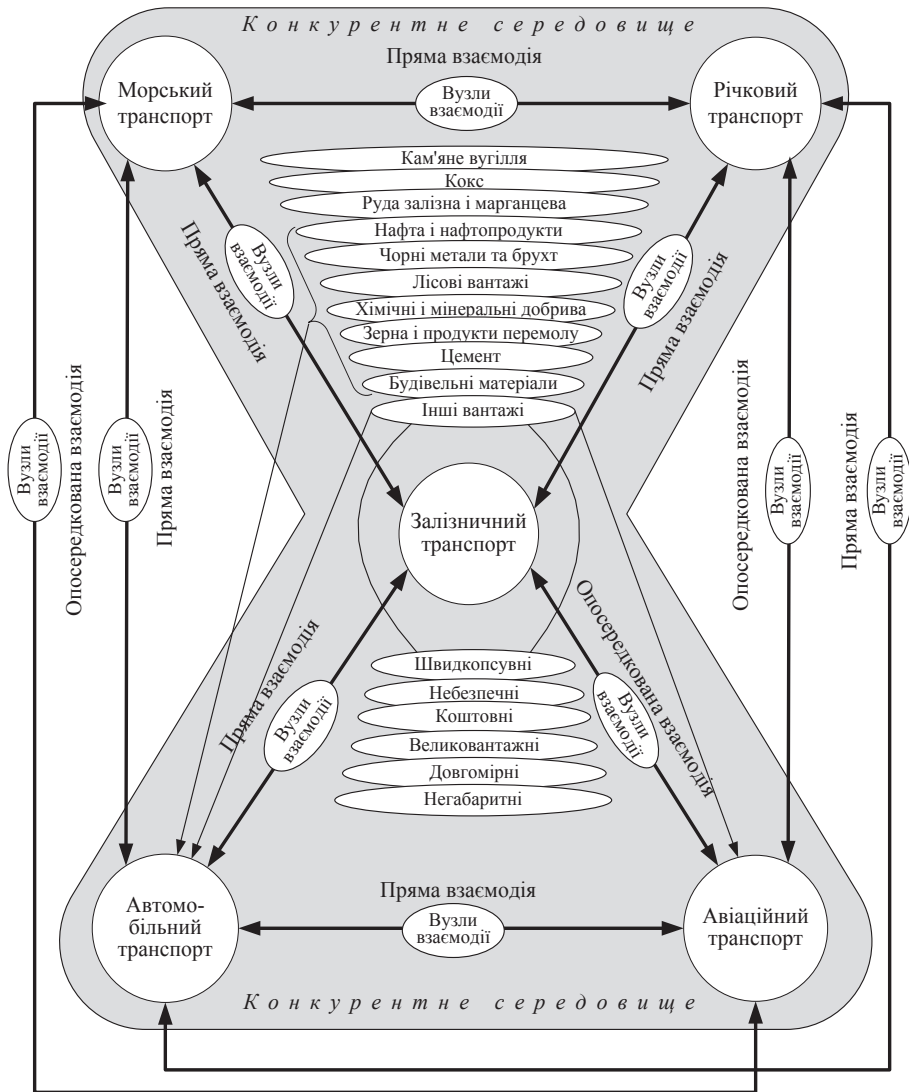 Конкурентне середовище
Пряма взаємодія
Морський
транспорт
Вузли
взаємодії
Річковий
транспорт
Кам'яне вугілля
Кокс
Руда залізна і марганцева
Нафта і нафтопродукти
Чорні метали та брухт
Лісові вантажі
Хімічні і мінеральні добрива
Зерна і продукти перемолу
Цемент
Будівельні матеріали
Інші вантажі
Вузли
взаємодії
Пряма взаємодія
Вузли
взаємодії
Пряма взаємодія
Вузли
взаємодії
Опосередкована взаємодія
Вузли
взаємодії
Пряма взаємодія
Опосередкована взаємодія
Вузли
взаємодії
Пряма взаємодія
Вузли
взаємодії
Залізничний
транспорт
Пряма взаємодія
Вузли
взаємодії
Опосередкована взаємодія
Вузли
взаємодії
Швидкопсувні
Небезпечні
Коштовні
Великовантажні
Довгомірні
Негабаритні
Автомо-
більний
транспорт
Пряма взаємодія
Вузли
взаємодії
Авіаційний
транспорт
Конкурентне середовище